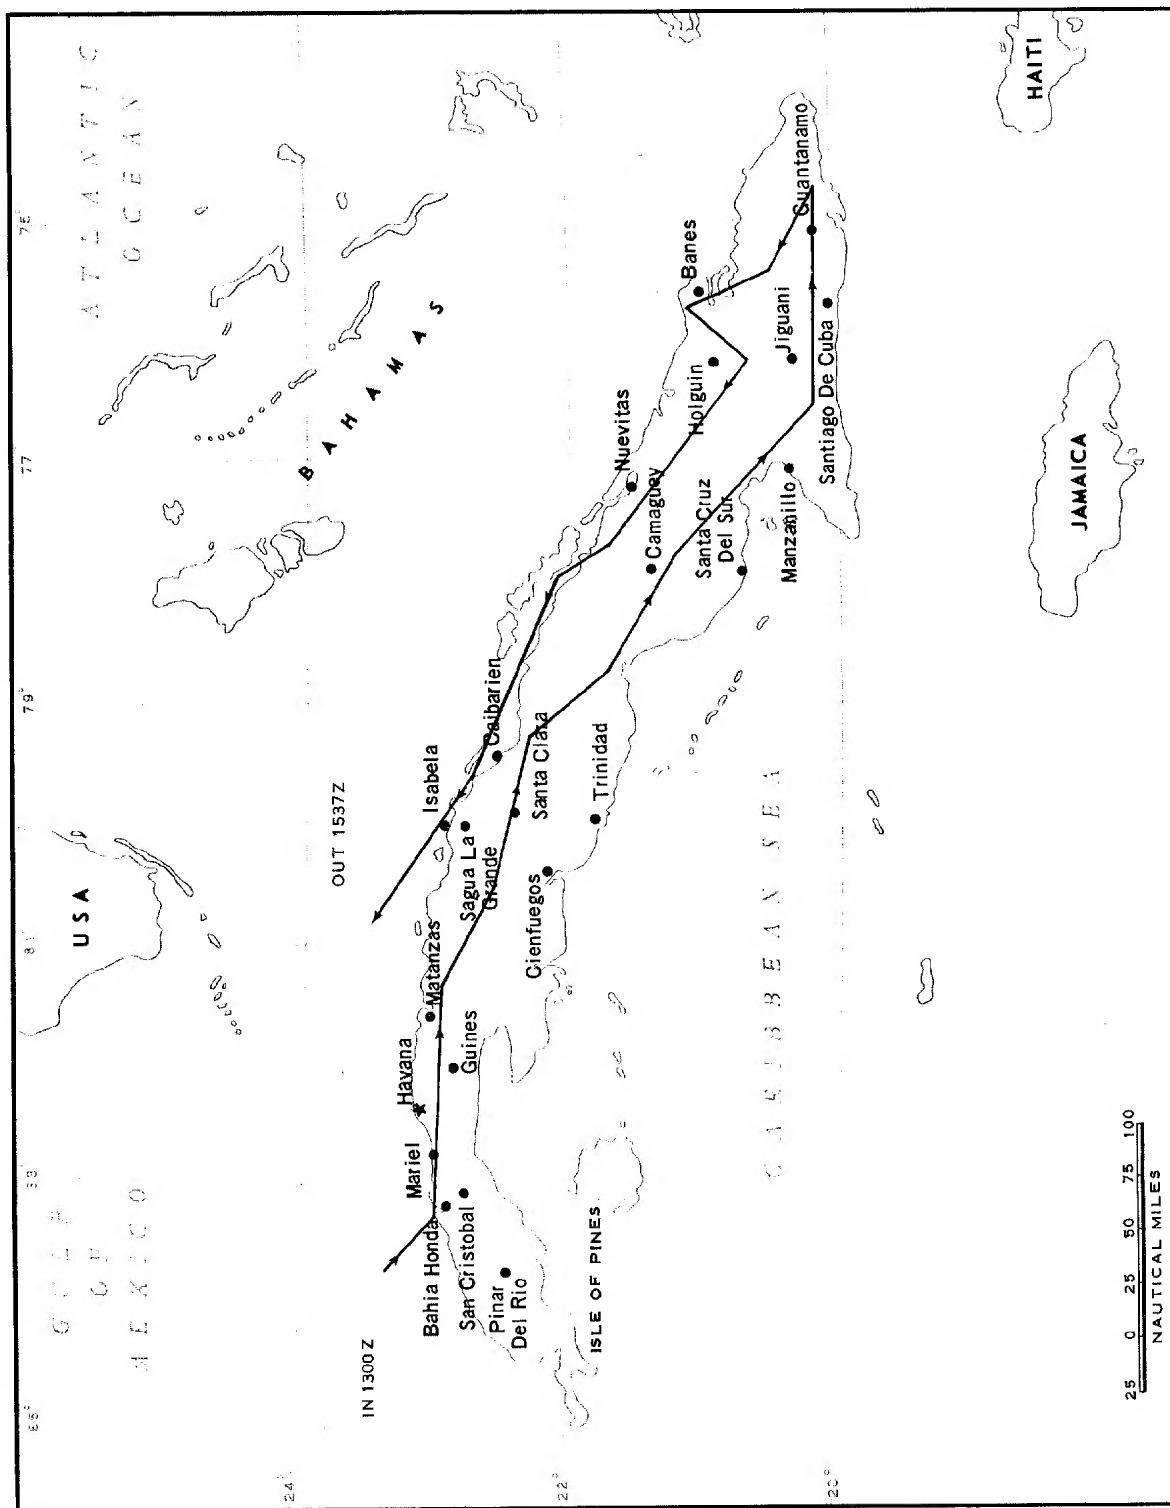 85°
83°
81°
79°
77
75°
24°
22°
20°
GULF
OF
MEXICO
USA
ATLANTIC
OCEAN
BAHAMAS
IN 1300 Z
OUT 1537Z
Havana
Mariel
Bahia Honda
San Cristobal
Pinar
Del Rio
Matanzas
Guines
Isabela
Sagua La
Grande
Caibarien
Santa Clara
Cienfuegos
Trinidad
Nuevitas
Camaguey
Santa Cruz
Del Sur
Manzanillo
Holguin
Banes
Jiguani
Santiago De Cuba
Guantanamo
ISLE OF PINES
CARIBBEAN SEA
JAMAICA
HAITI
25 0 25 50 75 100
NAUTICAL MILES